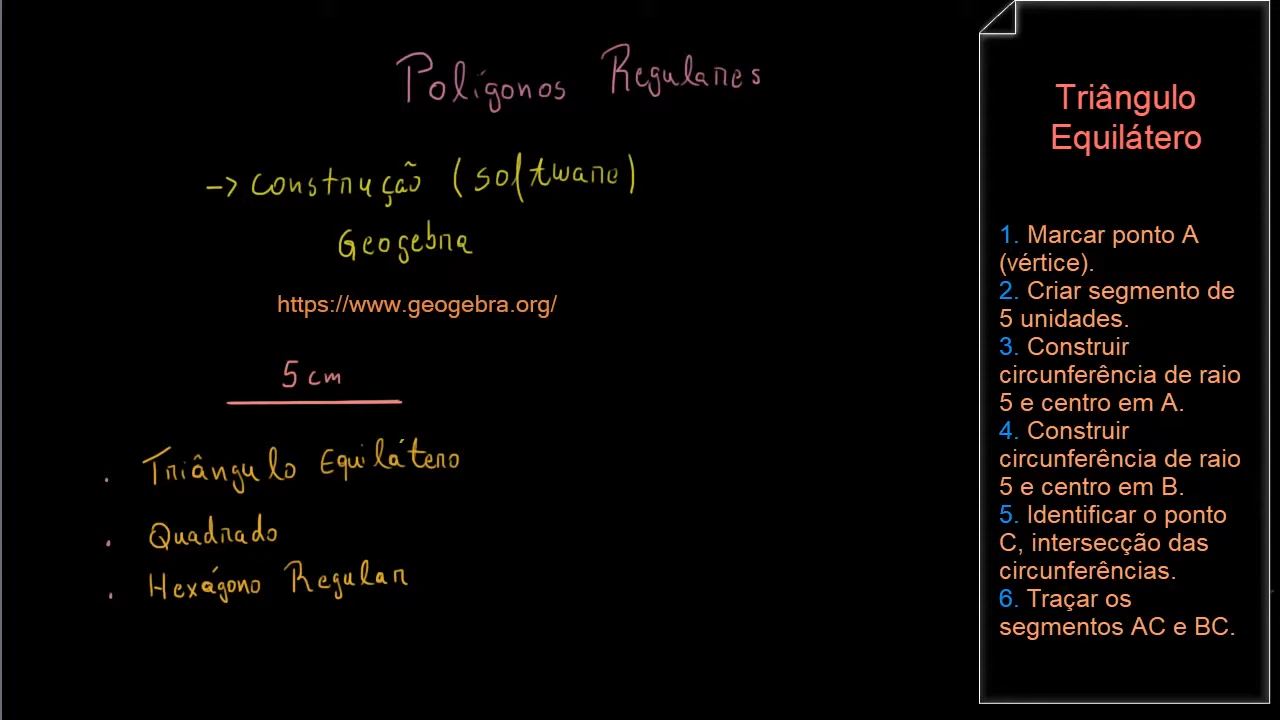 Polígonos Regulares
-> construção (software)
Geogebra
https://www.geogebra.org/
5 cm
. Triângulo Equilátero
. Quadrado
. Hexágono Regular
Triângulo
Equilátero
1. Marcar ponto A
(vértice).
2. Criar segmento de
5 unidades.
3. Construir
circunferência de raio
5 e centro em A.
4. Construir
circunferência de raio
5 e centro em B.
5. Identificar o ponto
C, intersecção das
circunferências.
6. Traçar os
segmentos AC e BC.